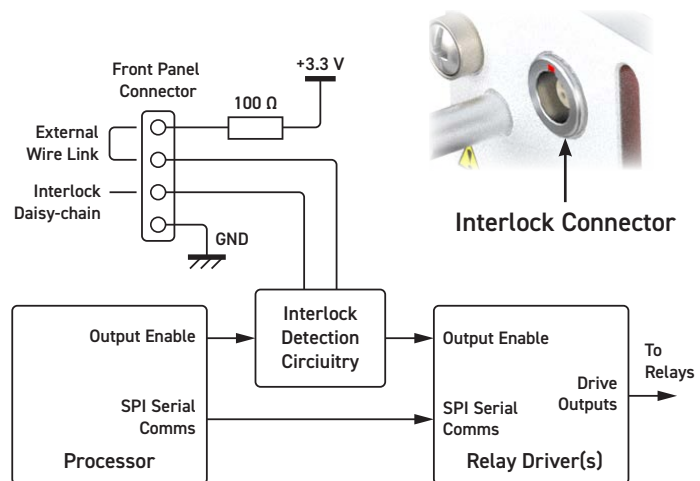 +3.3 V
Front Panel
Connector
100 Ω
External
Wire Link
Interlock
Daisy-chain
GND
Interlock Connector
Interlock
Detection
Circiuitry
Output Enable
SPI Serial
Comms
Processor
Output Enable
SPI Serial
Comms
Drive
Outputs
Relay Driver(s)
To
Relays